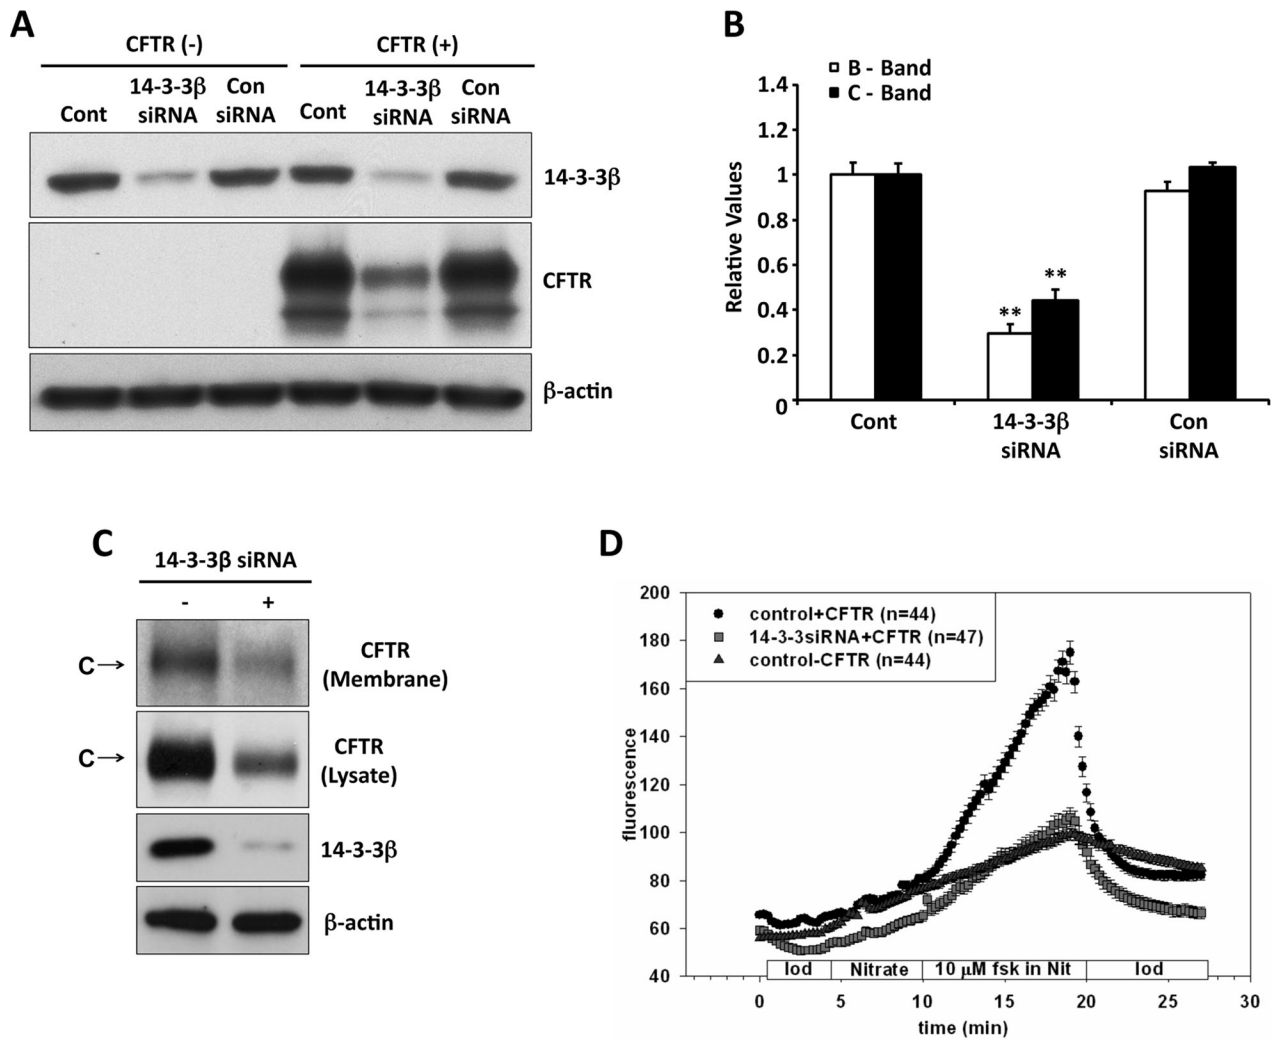 A
CFTR (-)
CFTR (+)
Cont
14-3-3β
siRNA
Con
siRNA
Cont
14-3-3β
siRNA
Con
siRNA
14-3-3β
CFTR
β-actin
B
B - Band
C - Band
Relative Values
1.4
1.2
1
0.8
0.6
0.4
0.2
0
**
**
Cont
14-3-3β
siRNA
Con
siRNA
C
14-3-3β siRNA
-
+
C→
CFTR
(Membrane)
C→
CFTR
(Lysate)
14-3-3β
β-actin
D
control+CFTR (n=44)
14-3-3siRNA+CFTR (n=47)
control-CFTR (n=44)
fluorescence
200
180
160
140
120
100
80
60
40
Iod
Nitrate
10 µM fsk in Nit
Iod
0
5
10
15
20
25
30
time (min)